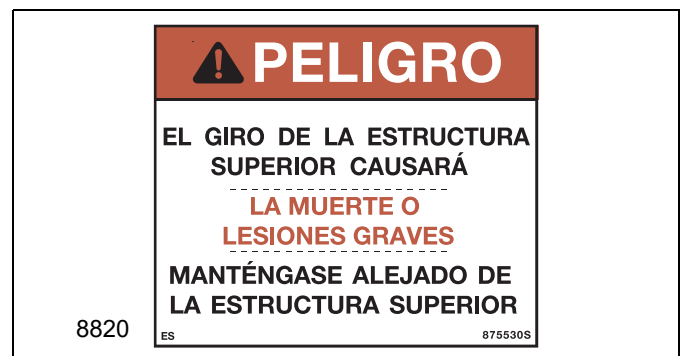 PELIGRO
EL GIRO DE LA ESTRUCTURA
SUPERIOR CAUSARÁ
LA MUERTE O
LESIONES GRAVES
MANTÉNGASE ALEJADO DE
LA ESTRUCTURA SUPERIOR
8820
ES 875530S